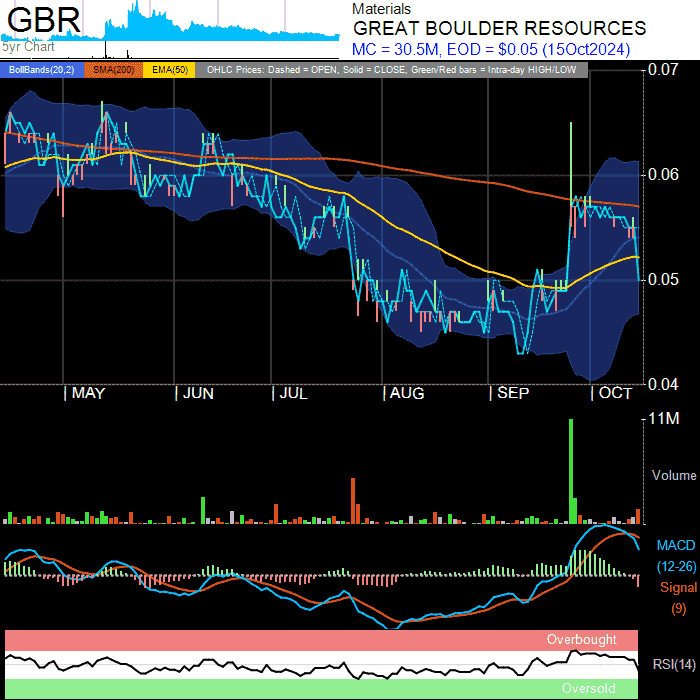 GBR
5yr Chart
Materials
GREAT BOULDER RESOURCES
MC = 30.5M, EOD = $0.05 (15Oct2024)
BollBands(20,2) SMA(200) EMA(50) OHLC Prices: Dashed = OPEN, Solid = CLOSE, Green/Red bars = Intra-day HIGH/LOW
0.07
0.06
0.05
0.04
| MAY | JUN | JUL | AUG | SEP | OCT
11M
Volume
MACD
(12-26)
Signal
(9)
Overbought
RSI(14)
Oversold